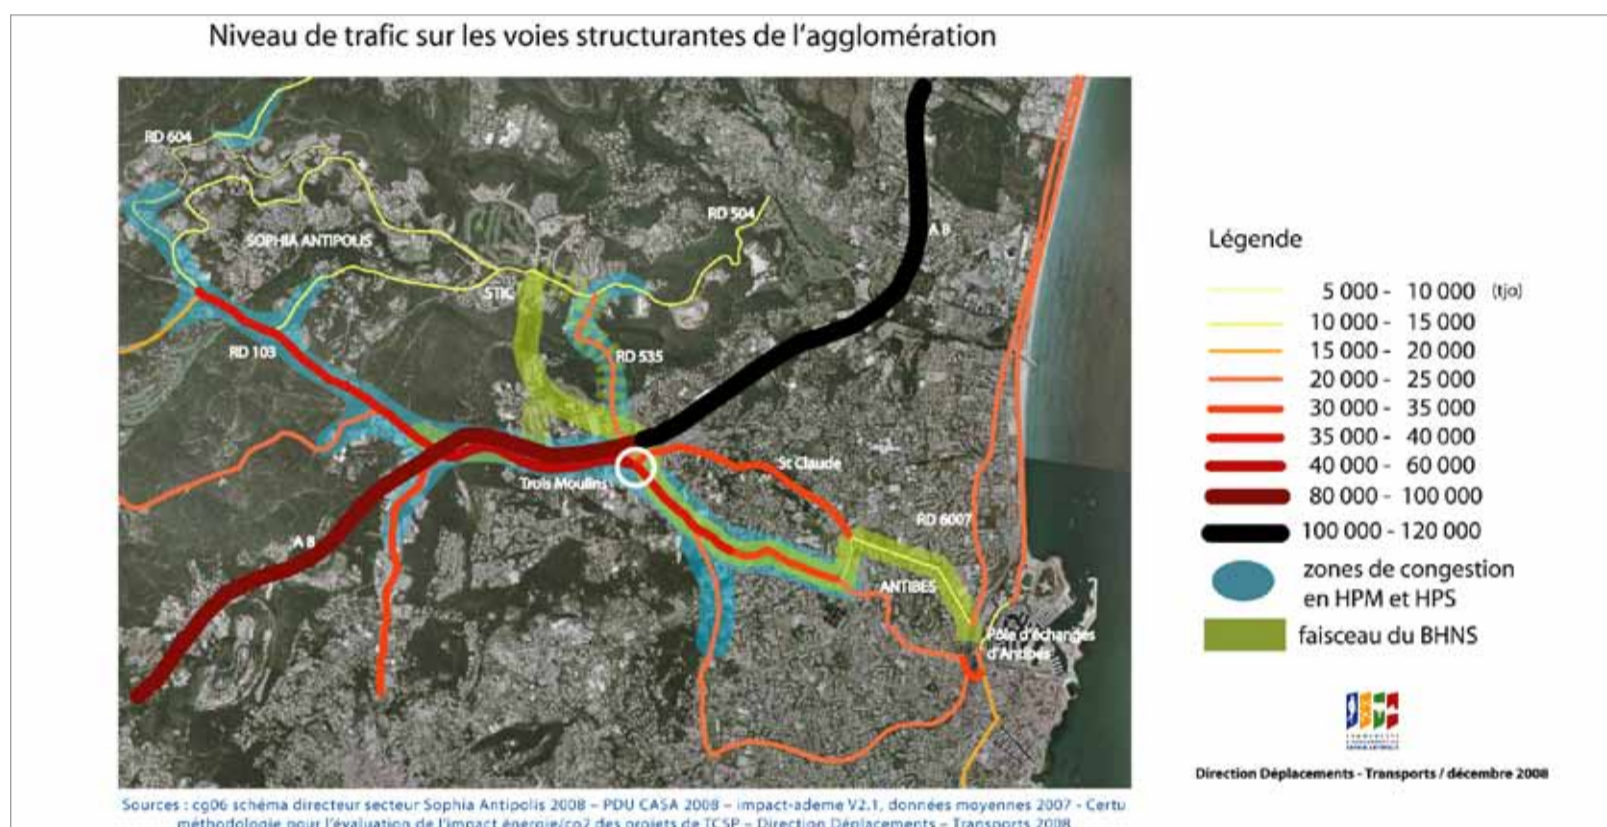 Niveau de trafic sur les voies structurantes de l'agglomération
RD 604
SOPHIA ANTIPOLIS
RD 504
A 8
STIC
RD 103
RD 535
St Claude
Trois Moulins
RD 6007
A 8
ANTIBES
Pôle d'échanges
d'Antibes
Légende
5 000 - 10 000 (tja)
10 000 - 15 000
15 000 - 20 000
20 000 - 25 000
30 000 - 35 000
35 000 - 40 000
40 000 - 60 000
80 000 - 100 000
100 000 - 120 000
zones de congestion
en HPM et HPS
faisceau du BHNS
Direction Déplacements - Transports / décembre 2008
Sources : cg06 schéma directeur secteur Sophia Antipolis 2008 – PDU CASA 2008 – impact-ademe V2.1, données moyennes 2007 - Certu
méthodologie pour l'évaluation de l'impact énergie/co2 des projets de TCSP – Direction Déplacements – Transports 2008